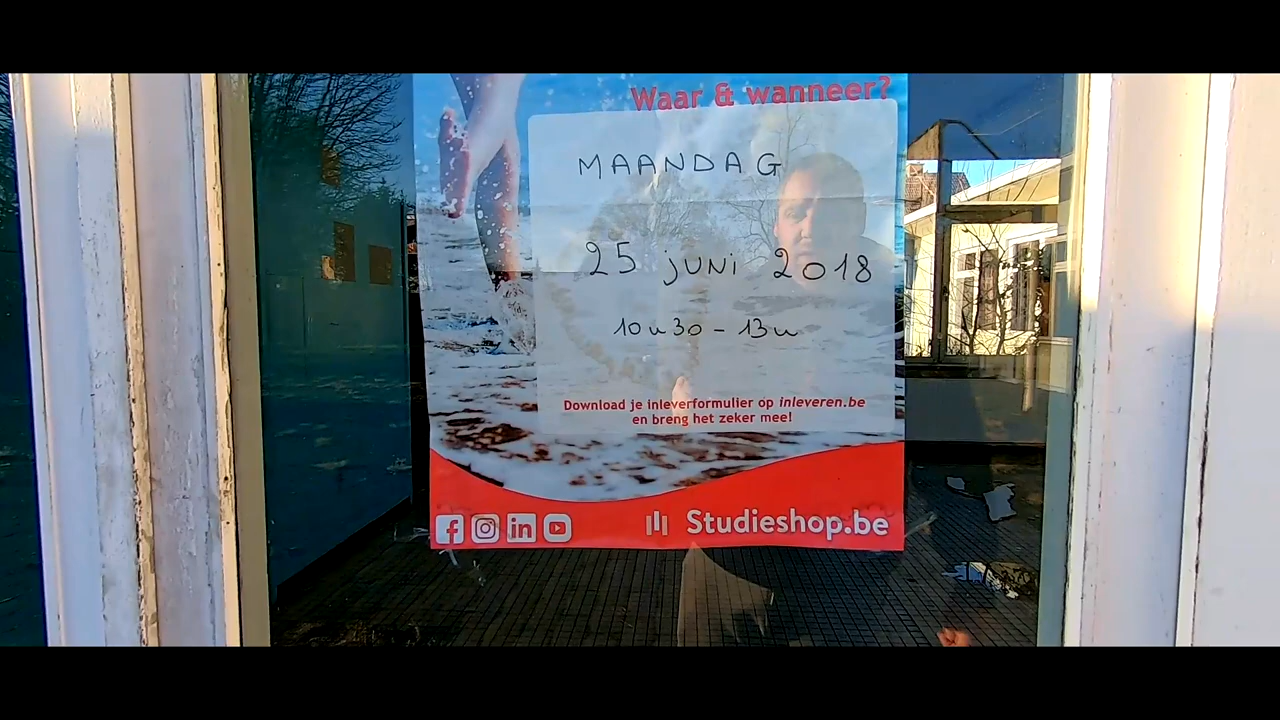 Waar & wanneer?
MAANDAG
25 juni 2018
10u30 - 13u
Download je inleverformulier op inleveren.be
en breng het zeker mee!
Studieshop.be